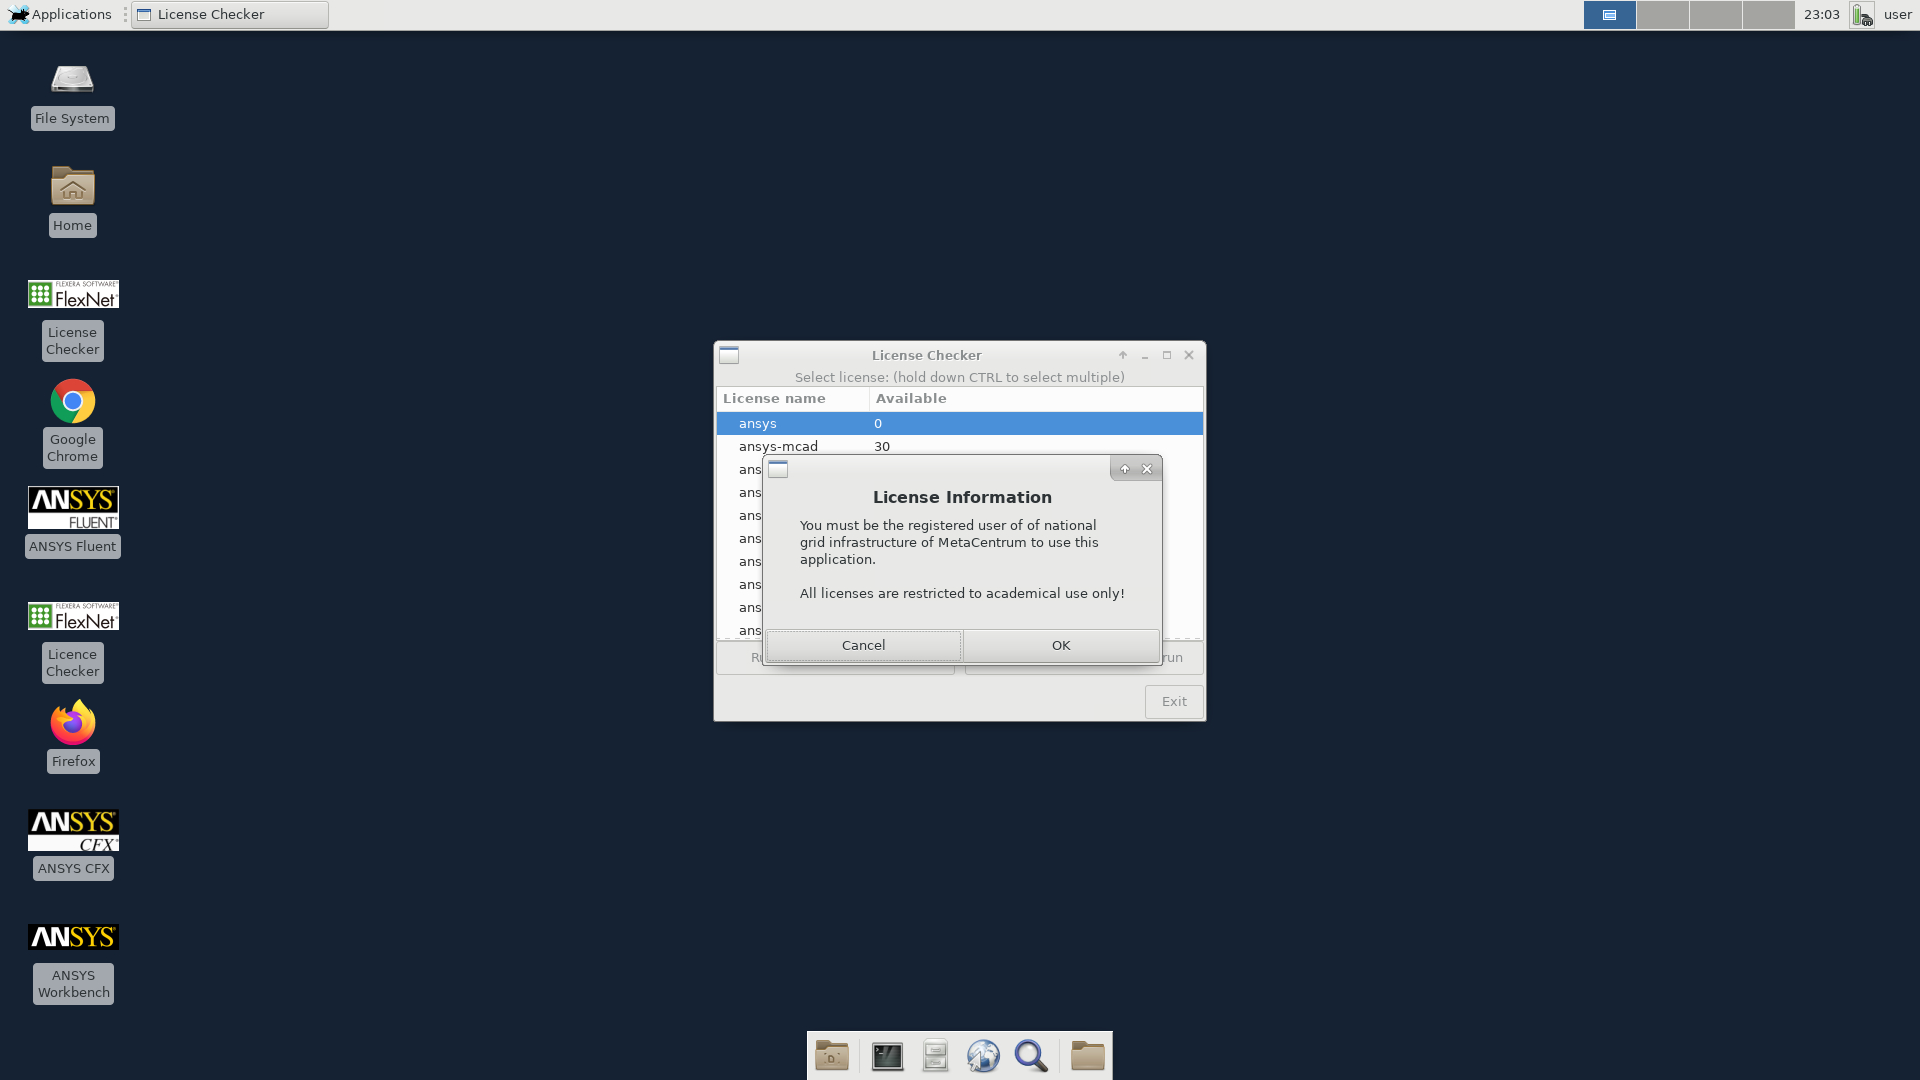 Applications
License Checker
23:03
user
File System
Home
FLEXERA SOFTWARE
FlexNet
License
Checker
Google
Chrome
ANSYS®
FLUENT®
ANSYS Fluent
FLEXERA SOFTWARE
FlexNet
Licence
Checker
Firefox
ANSYS®
CFX®
ANSYS CFX
ANSYS®
ANSYS
Workbench
License Checker
Select license: (hold down CTRL to select multiple)
License name Available
ansys 0
ansys-mcad 30
ans
ans
ans
ans
ans
ans
ans
ans
License Information
You must be the registered user of of national
grid infrastructure of MetaCentrum to use this
application.
All licenses are restricted to academical use only!
Cancel OK
run
Exit